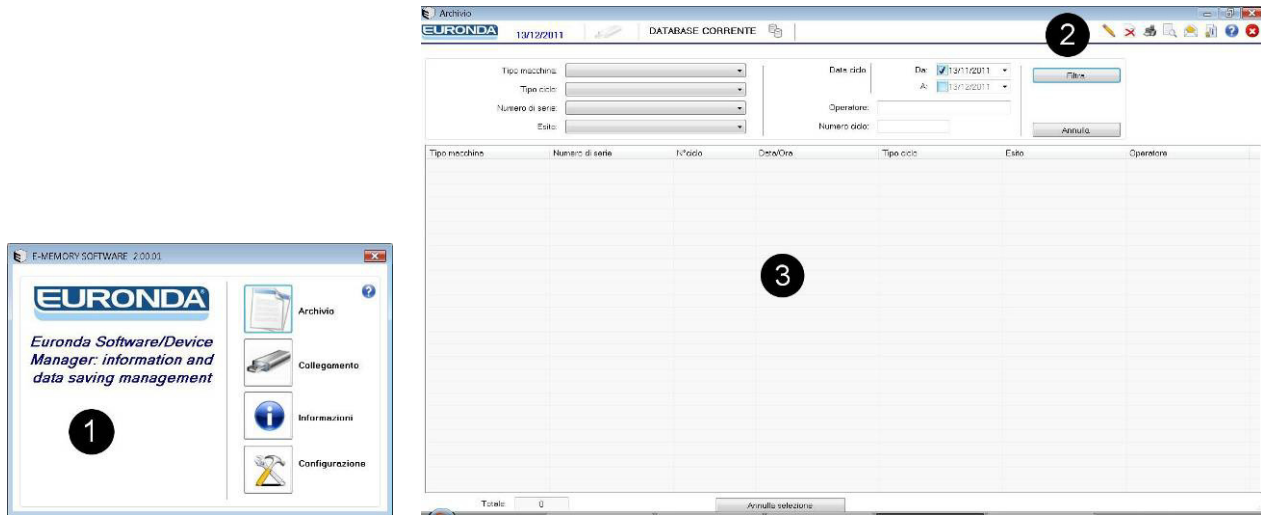 E-MEMORY SOFTWARE 2.00.01
EURONDA
Euronda Software/Device
Manager: information and
data saving management
1
Archivio
Collegamento
Informazioni
Configurazione
Archivio
EURONDA 13/12/2011 DATABASE CORRENTE 2
Tipo macchina: Data ciclo Da: 13/11/2011 Filtra
Tipo ciclo: A: 13/12/2011
Numero di serie: Operatore:
Esito: Numero ciclo: Annulla
Tipo macchina Numero di serie N°ciclo Data/Ora Tipo ciclo Esito Operatore
3
Totale 0 Annulla selezione